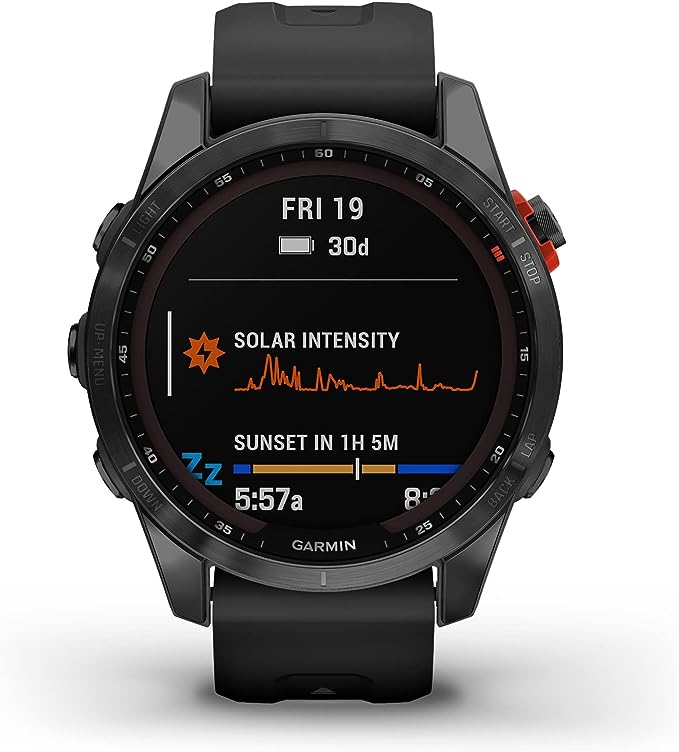 60
05
15
20
25
35
40
45
50
LIGHT
UP·MENU
DOWN
START
STOP
LAP
BACK
FRI 19
30d
SOLAR INTENSITY
SUNSET IN 1H 5M
ZZ
5:57a
GARMIN